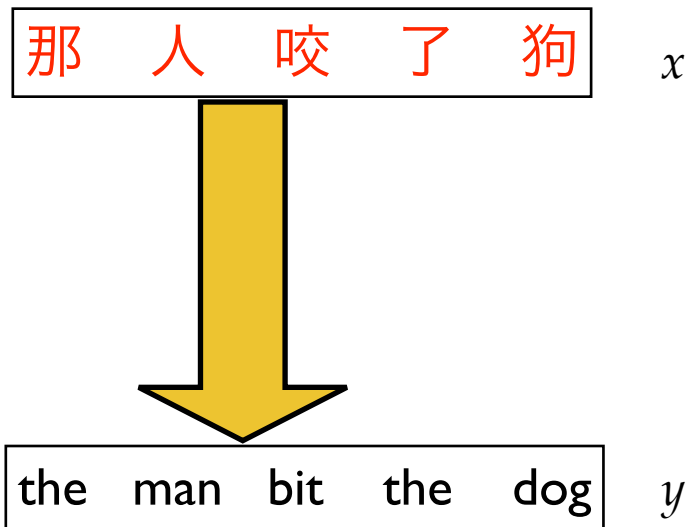 那 人 咬 了 狗 x
the man bit the dog y